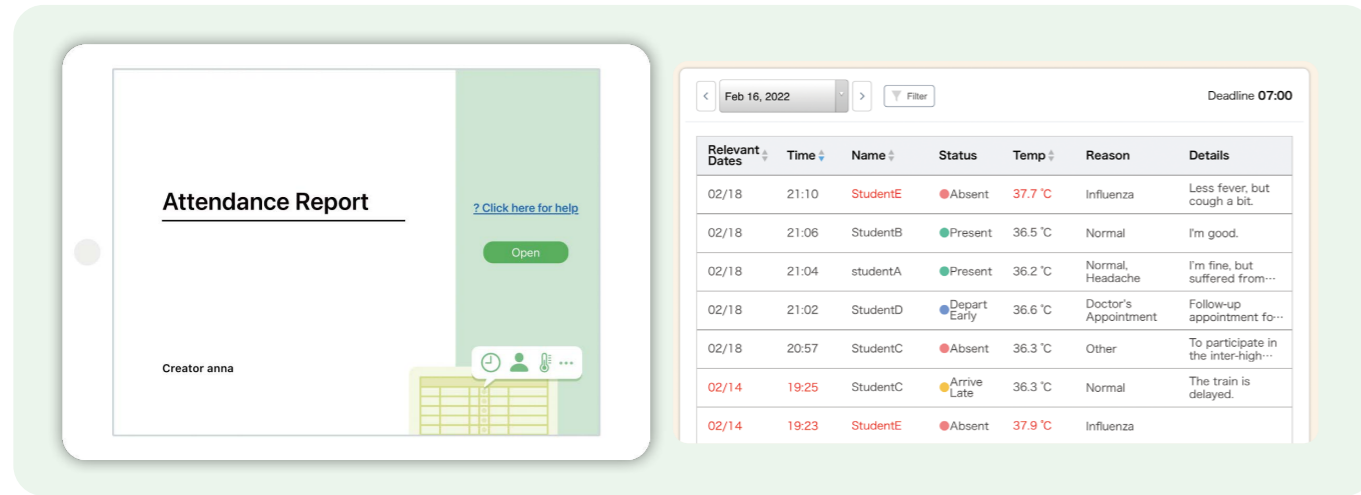 Attendance Report
? Click here for help
Open
Creator anna
Feb 16, 2022
Filter
Deadline 07:00
Relevant Dates Time Name Status Temp Reason Details
02/18 21:10 StudentE Absent 37.7 ℃ Influenza Less fever, but cough a bit.
02/18 21:06 StudentB Present 36.5 ℃ Normal I'm good.
02/18 21:04 studentA Present 36.2 ℃ Normal, Headache I'm fine, but suffered from…
02/18 21:02 StudentD Depart Early 36.6 ℃ Doctor's Appointment Follow-up appointment fo…
02/18 20:57 StudentC Absent 36.3 ℃ Other To participate in the inter-high…
02/14 19:25 StudentC Arrive Late 36.3 ℃ Normal The train is delayed.
02/14 19:23 StudentE Absent 37.9 ℃ Influenza